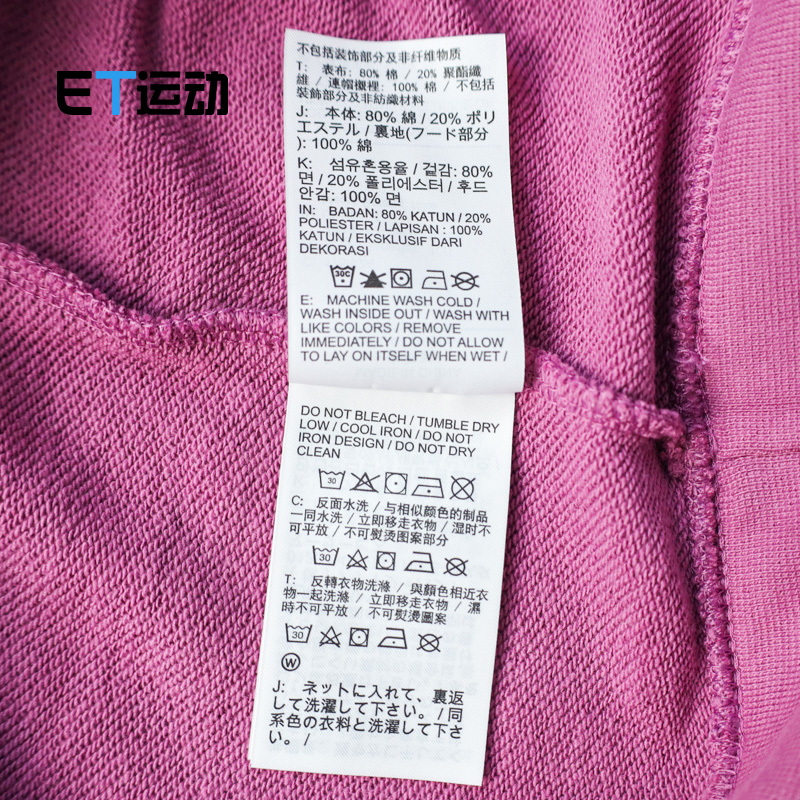 ET运动
不包括装饰部分及非纤维物质
T: 表布: 80% 棉 / 20% 聚酯纖
維 / 連帽襯裡: 100% 棉 / 不包括
裝飾部分及非紡織材料
J: 本体: 80% 綿 / 20% ポリ
エステル / 裏地(フード部分
): 100% 綿
K: 섬유혼용율 / 겉감: 80%
면 / 20% 폴리에스터 / 후드
안감: 100% 면
IN: BADAN: 80% KATUN / 20%
POLIESTER / LAPISAN : 100%
KATUN / EKSKLUSIF DARI
DEKORASI
30C
E: MACHINE WASH COLD /
WASH INSIDE OUT / WASH WITH
LIKE COLORS / REMOVE
IMMEDIATELY / DO NOT ALLOW
TO LAY ON ITSELF WHEN WET /
DO NOT BLEACH / TUMBLE DRY
LOW / COOL IRON / DO NOT
IRON DESIGN / DO NOT DRY
CLEAN
30
C: 反面水洗 / 与相似颜色的制品
一同水洗 / 立即移走衣物 / 湿时不
可平放 / 不可熨烫图案部分
30
T: 反轉衣物洗滌 / 與顏色相近衣
物一起洗滌 / 立即移走衣物 / 濕
時不可平放 / 不可熨燙圖案
30
W
J: ネットに入れて、裏返
して洗濯して下さい。 / 同
系色の衣料と洗濯して下さ
い。 /